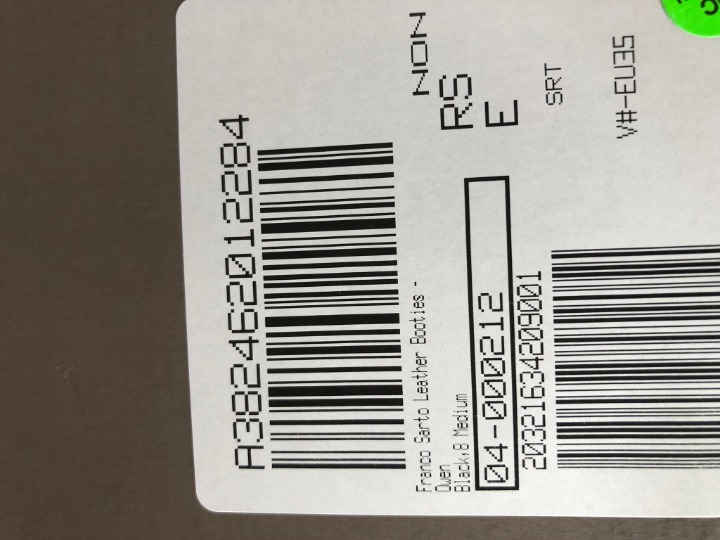 A382462012284
NON
RS
E
Franco Sarto Leather Booties -
Owen
Black,8 Medium
04-000212
SRT
20321634209001
V#-EU35